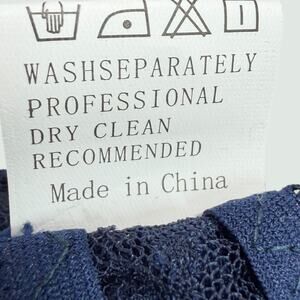 WASHSEPARATELY
PROFESSIONAL
DRY CLEAN
RECOMMENDED
Made in China